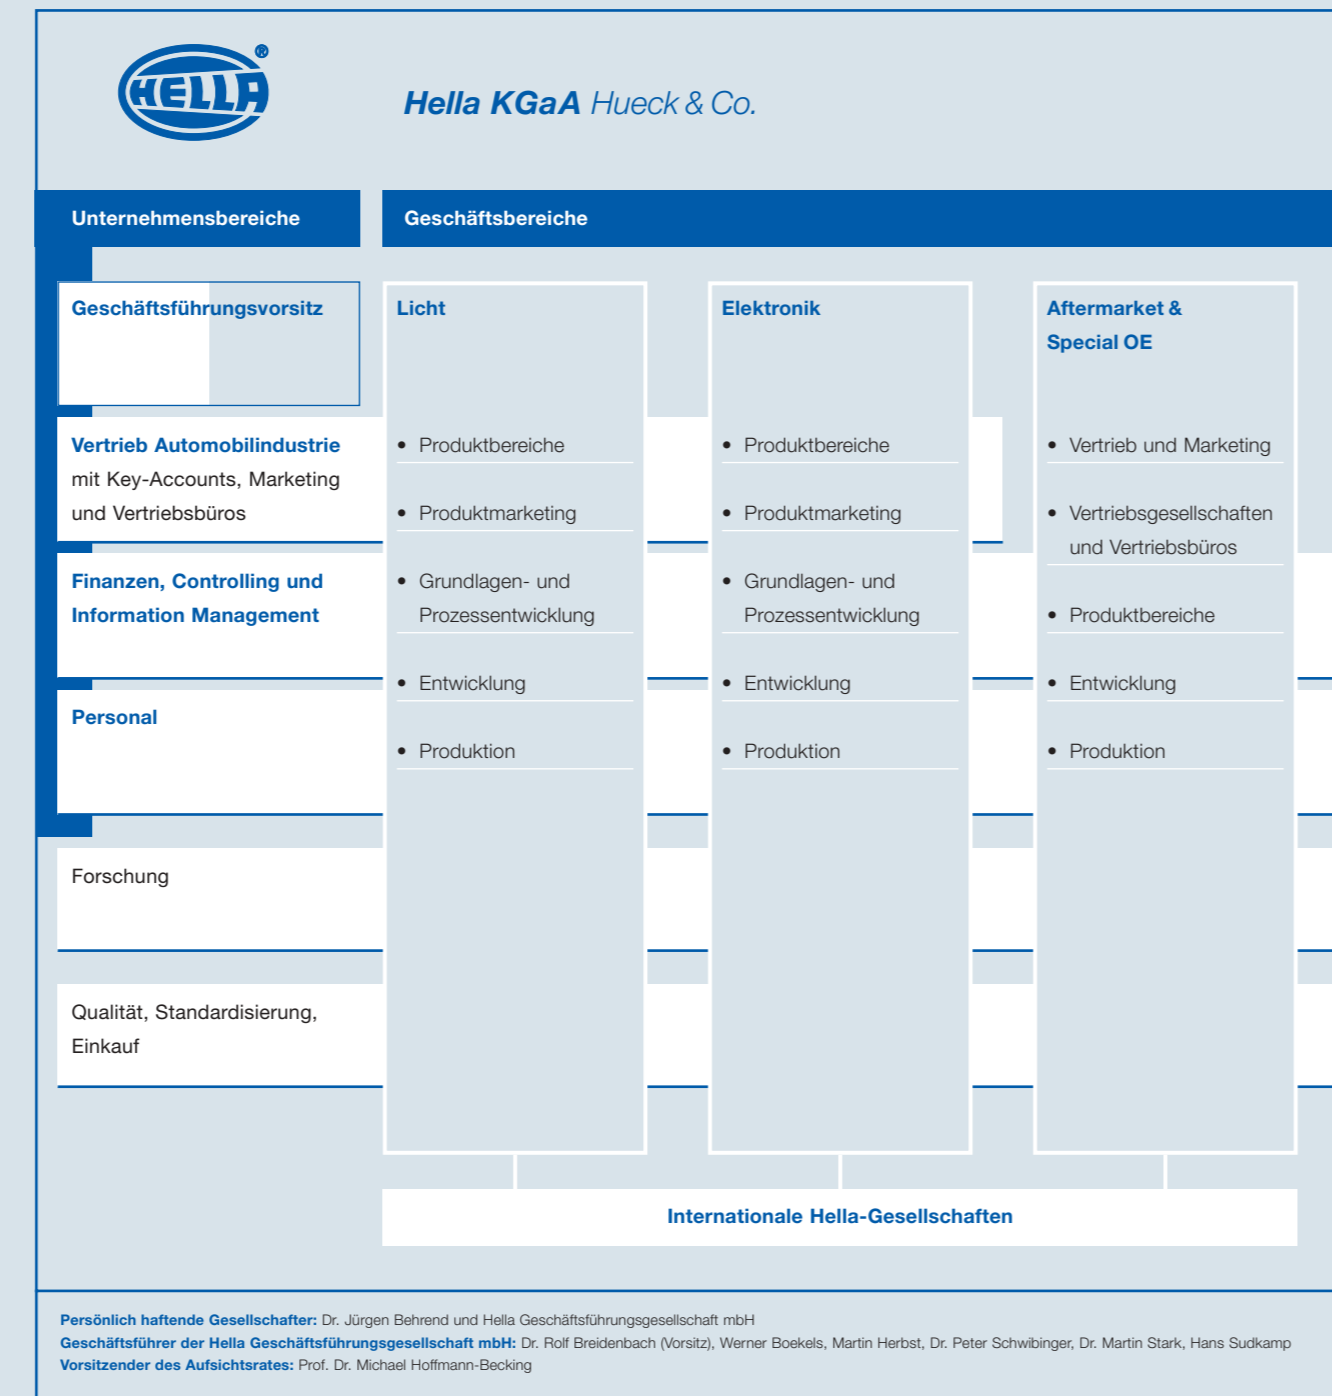 HELLA®
Hella KGaA Hueck & Co.
Unternehmensbereiche
Geschäftsbereiche
Geschäftsführungsvorsitz
Vertrieb Automobilindustrie
mit Key-Accounts, Marketing
und Vertriebsbüros
Finanzen, Controlling und
Information Management
Personal
Forschung
Qualität, Standardisierung,
Einkauf
Licht
• Produktbereiche
• Produktmarketing
• Grundlagen- und
Prozessentwicklung
• Entwicklung
• Produktion
Elektronik
• Produktbereiche
• Produktmarketing
• Grundlagen- und
Prozessentwicklung
• Entwicklung
• Produktion
Aftermarket &
Special OE
• Vertrieb und Marketing
• Vertriebsgesellschaften
und Vertriebsbüros
• Produktbereiche
• Entwicklung
• Produktion
Internationale Hella-Gesellschaften
Persönlich haftende Gesellschafter: Dr. Jürgen Behrend und Hella Geschäftsführungsgesellschaft mbH
Geschäftsführer der Hella Geschäftsführungsgesellschaft mbH: Dr. Rolf Breidenbach (Vorsitz), Werner Boekels, Martin Herbst, Dr. Peter Schwibinger, Dr. Martin Stark, Hans Sudkamp
Vorsitzender des Aufsichtsrates: Prof. Dr. Michael Hoffmann-Becking